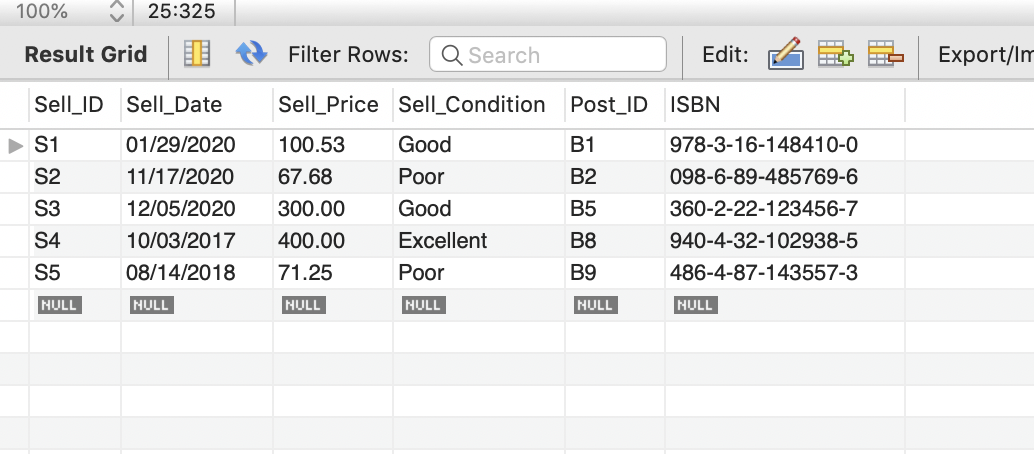 100% 25:325
Result Grid Filter Rows: Search Edit: Export/Im
Sell_ID Sell_Date Sell_Price Sell_Condition Post_ID ISBN
S1 01/29/2020 100.53 Good B1 978-3-16-148410-0
S2 11/17/2020 67.68 Poor B2 098-6-89-485769-6
S3 12/05/2020 300.00 Good B5 360-2-22-123456-7
S4 10/03/2017 400.00 Excellent B8 940-4-32-102938-5
S5 08/14/2018 71.25 Poor B9 486-4-87-143557-3
NULL NULL NULL NULL NULL NULL